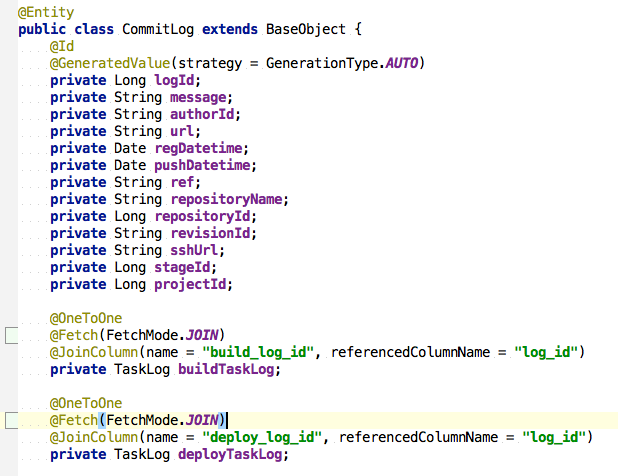 @Entity
public class CommitLog extends BaseObject {
@Id
@GeneratedValue(strategy = GenerationType.AUTO)
private Long logId;
private String message;
private String authorId;
private String url;
private Date regDatetime;
private Date pushDatetime;
private String ref;
private String repositoryName;
private Long repositoryId;
private String revisionId;
private String sshUrl;
private Long stageId;
private Long projectId;
@OneToOne
@Fetch(FetchMode.JOIN)
@JoinColumn(name = "build_log_id", referencedColumnName = "log_id")
private TaskLog buildTaskLog;
@OneToOne
@Fetch(FetchMode.JOIN)
@JoinColumn(name = "deploy_log_id", referencedColumnName = "log_id")
private TaskLog deployTaskLog;